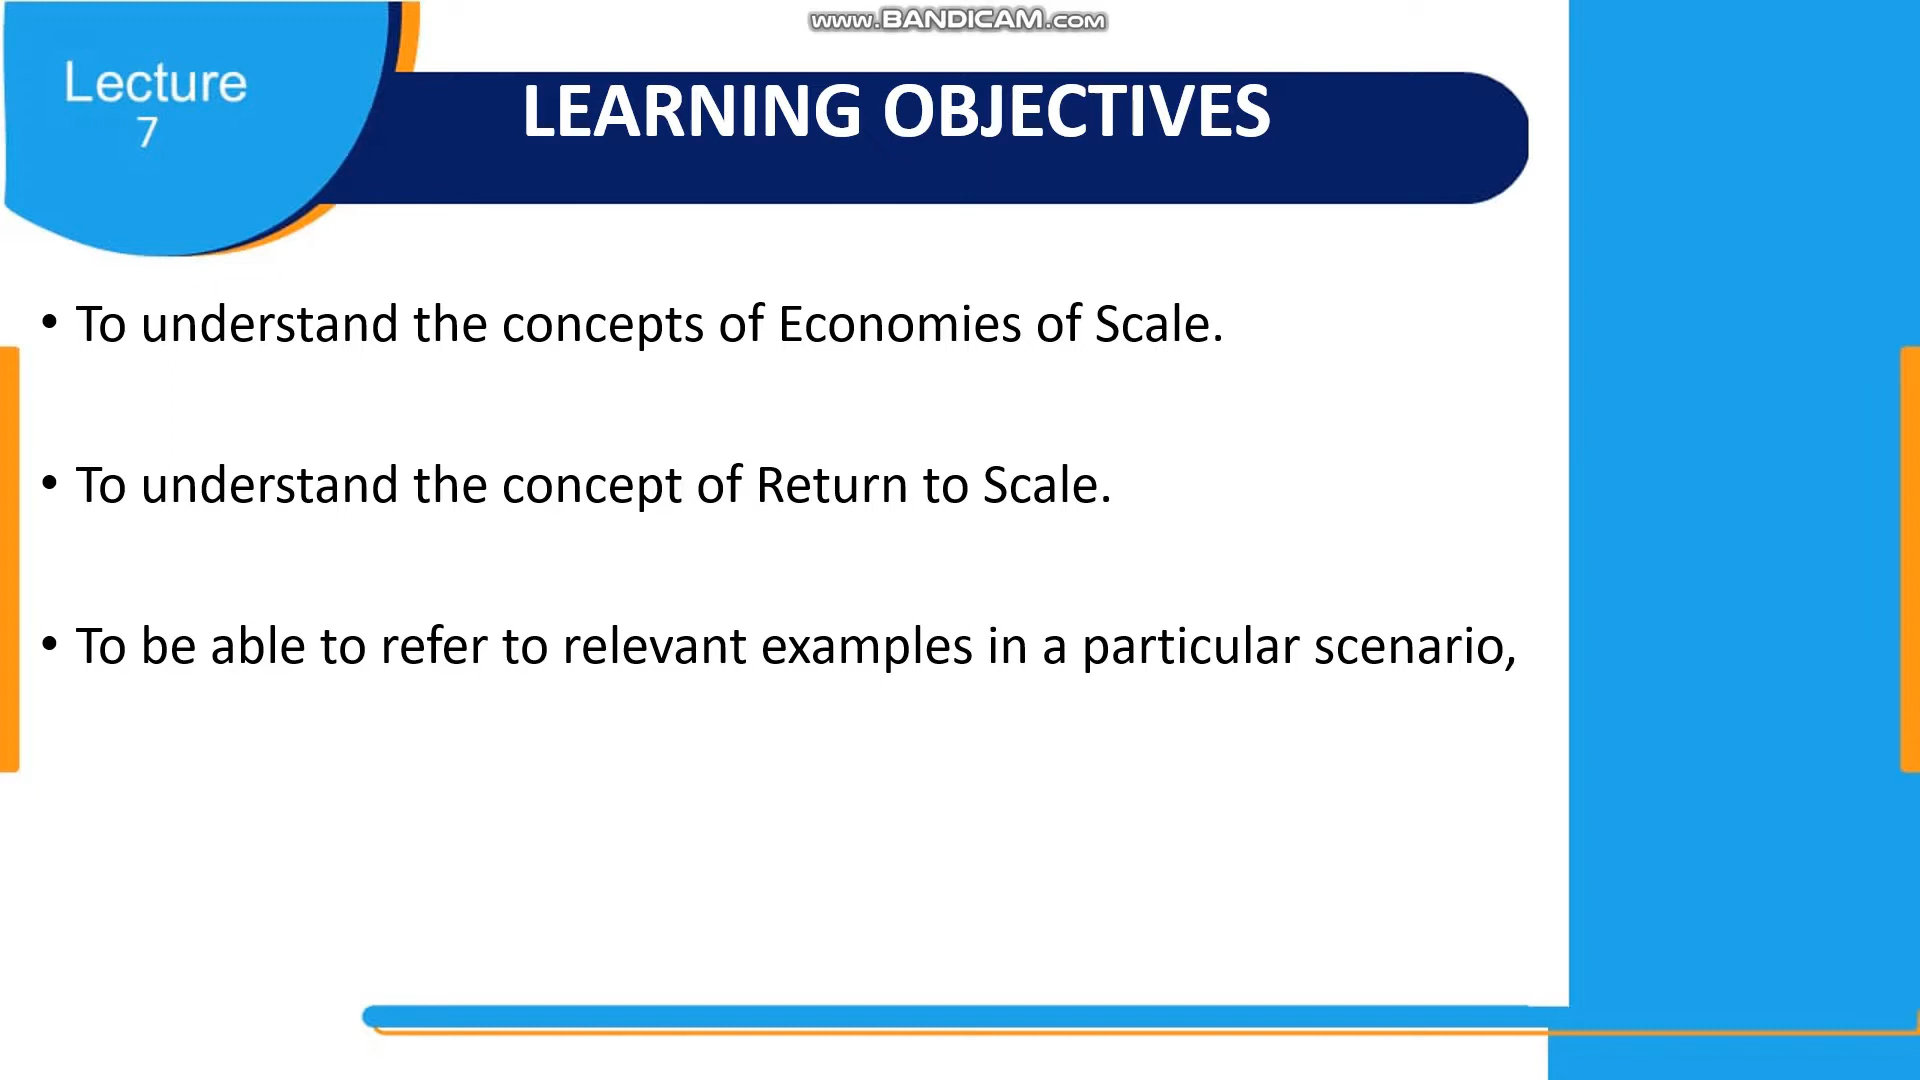 www.BANDICAM.com
Lecture
7
LEARNING OBJECTIVES
• To understand the concepts of Economies of Scale.
• To understand the concept of Return to Scale.
• To be able to refer to relevant examples in a particular scenario,